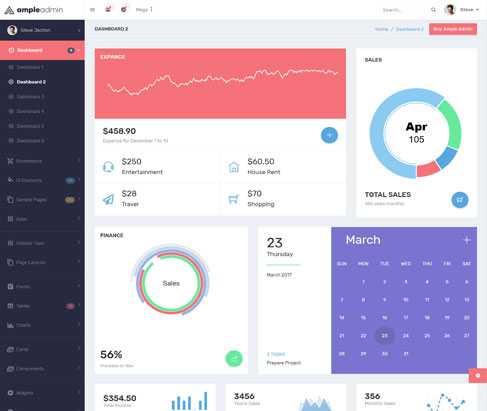 ampleadmin
Mega
Search...
Steve
Steve Jection
DASHBOARD 2
Home / Dashboard 2
Buy Ample Admin
Dashboard
Dashboard 1
Dashboard 2
Dashboard 3
Dashboard 4
Dashboard 5
Ecommerce
UI Elements
Sample Pages
Apps
Sidebar Type
Page Layouts
Forms
Tables
Charts
Cards
Components
Widgets
EXPANCE
$458.90
Expense for December 1 to 10
$250
Entertainment
$60.50
House Rent
$28
Travel
$70
Shopping
SALES
Apr
105
TOTAL SALES
160 sales monthly
FINANCE
Sales
56%
Increase in Nov
23
Thursday
March 2017
3 TASKS
Prepare Project
March
SUN MON TUE WED THU FRI SAT
1 2 3 4 5 6
7 8 9 10 11 12 13
14 15 16 17 18 19 20
21 22 23 24 25 26 27
28 29 30 31
$354.50
Total Income
3456
Yearly Sales
356
Monthly Sales